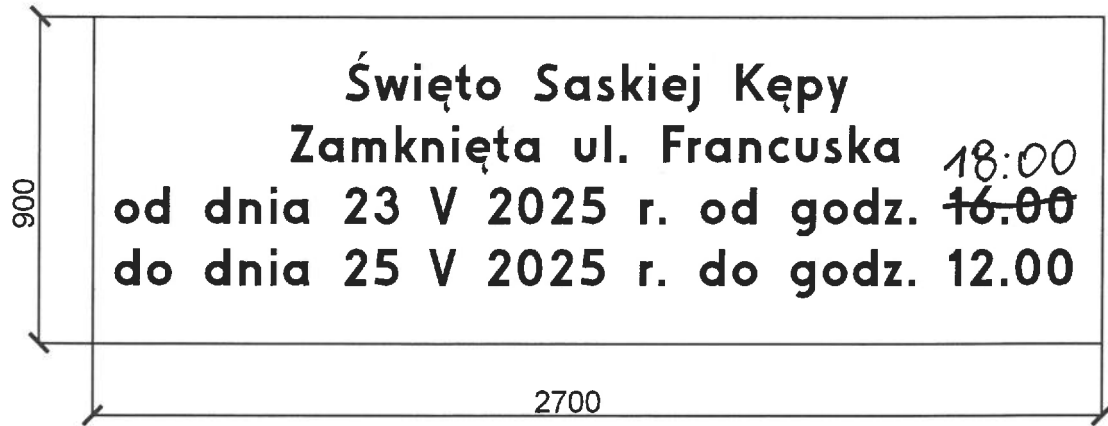 Święto Saskiej Kępy
Zamknięta ul. Francuska
18:00
od dnia 23 V 2025 r. od godz. 16.00
do dnia 25 V 2025 r. do godz. 12.00
900
2700